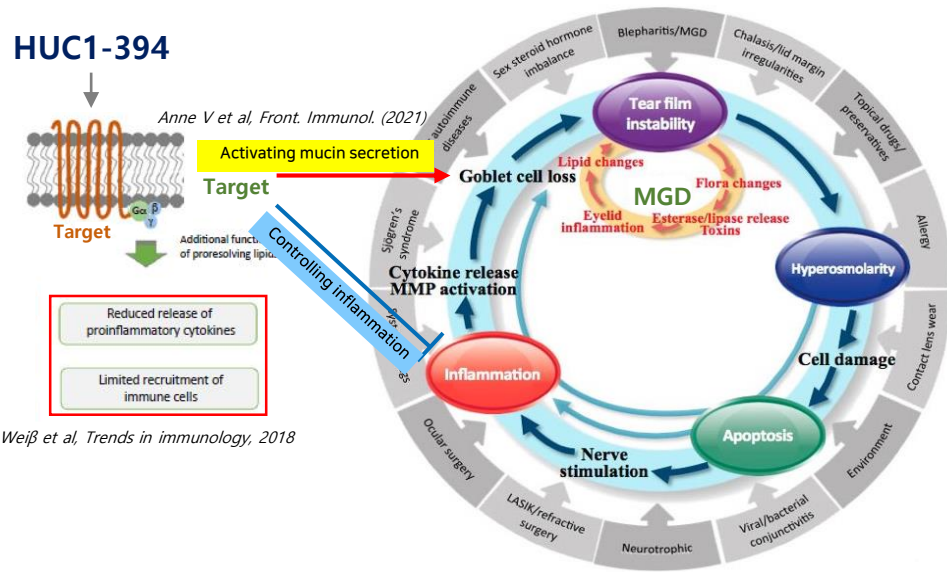 HUC1-394
Anne V et al, Front. Immunol. (2021)
Activating mucin secretion
Target
Gα
β
γ
Target
Additional funct
of proresolving lipid
Controlling inflammation
Reduced release of
proinflammatory cytokines
Limited recruitment of
immune cells
Weiß et al, Trends in immunology, 2018
Blepharitis/MGD
Chalasis/lid margin
irregularities
Topical drugs/
preservatives
Allergy
Contact lens wear
Environment
Viral/bacterial
conjunctivitis
Neurotrophic
LASIK/refractive
surgery
Ocular surgery
Sjögren's
syndrome
autoimmune
diseases
Sex steroid hormone
imbalance
Tear film
instability
Hyperosmolarity
Cell damage
Apoptosis
Nerve
stimulation
Inflammation
Cytokine release
MMP activation
Goblet cell loss
Lipid changes
MGD
Flora changes
Esterase/lipase release
Toxins
Eyelid
inflammation